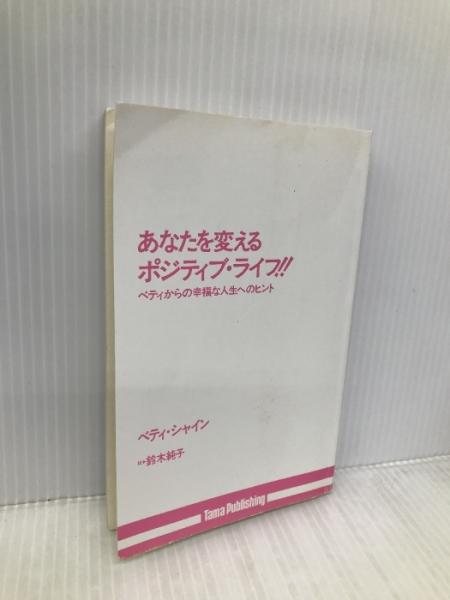 あなたを変える
ポジティブ・ライフ!!
ベティからの幸福な人生へのヒント
ベティ・シャイン
鈴木純子
Tama Publishing